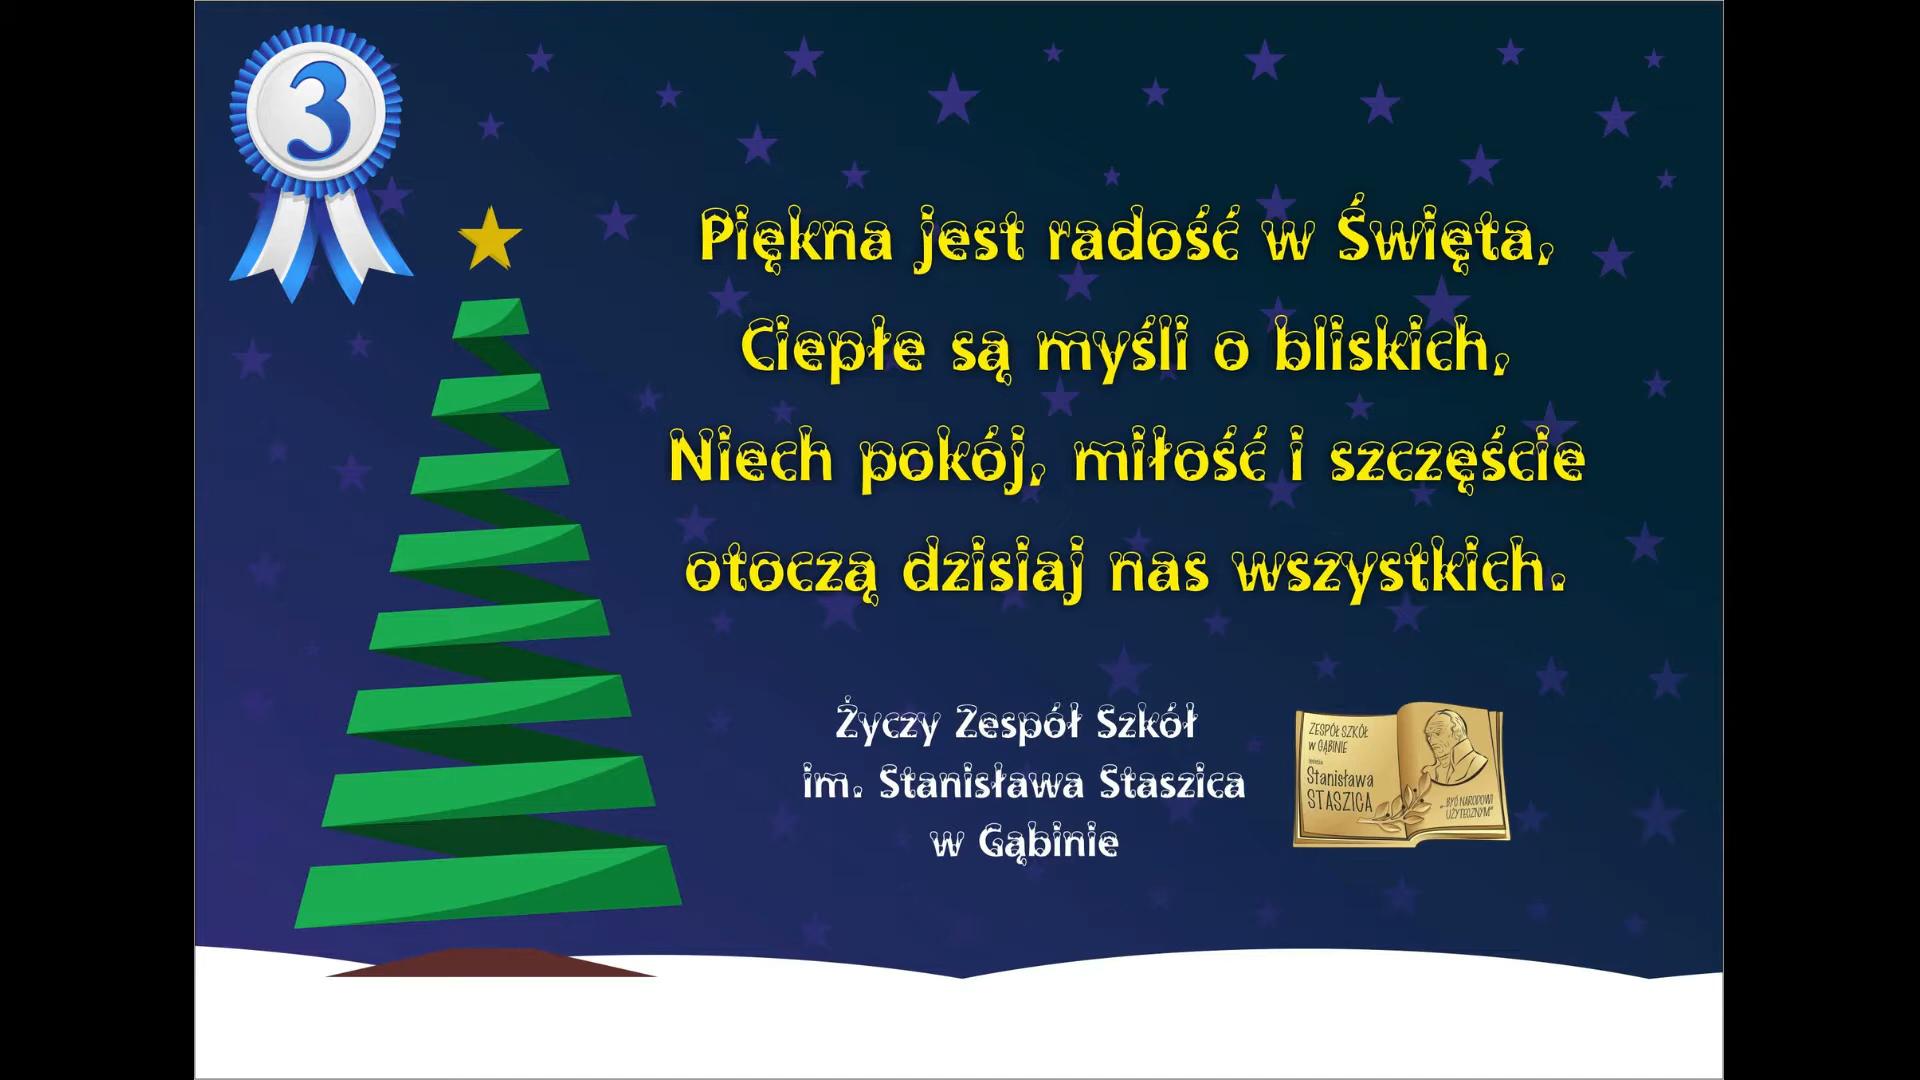 3
Piękna jest radość w Święta,
Ciepłe są myśli o bliskich,
Niech pokój, miłość i szczęście
otoczą dzisiaj nas wszystkich.
Życzy Zespół Szkół
im. Stanisława Staszica
w Gąbinie
ZESPÓŁ SZKÓŁ
w GĄBINIE
Stanisława
STASZICA
„BYĆ NARODOWI
UŻYTECZNYM"